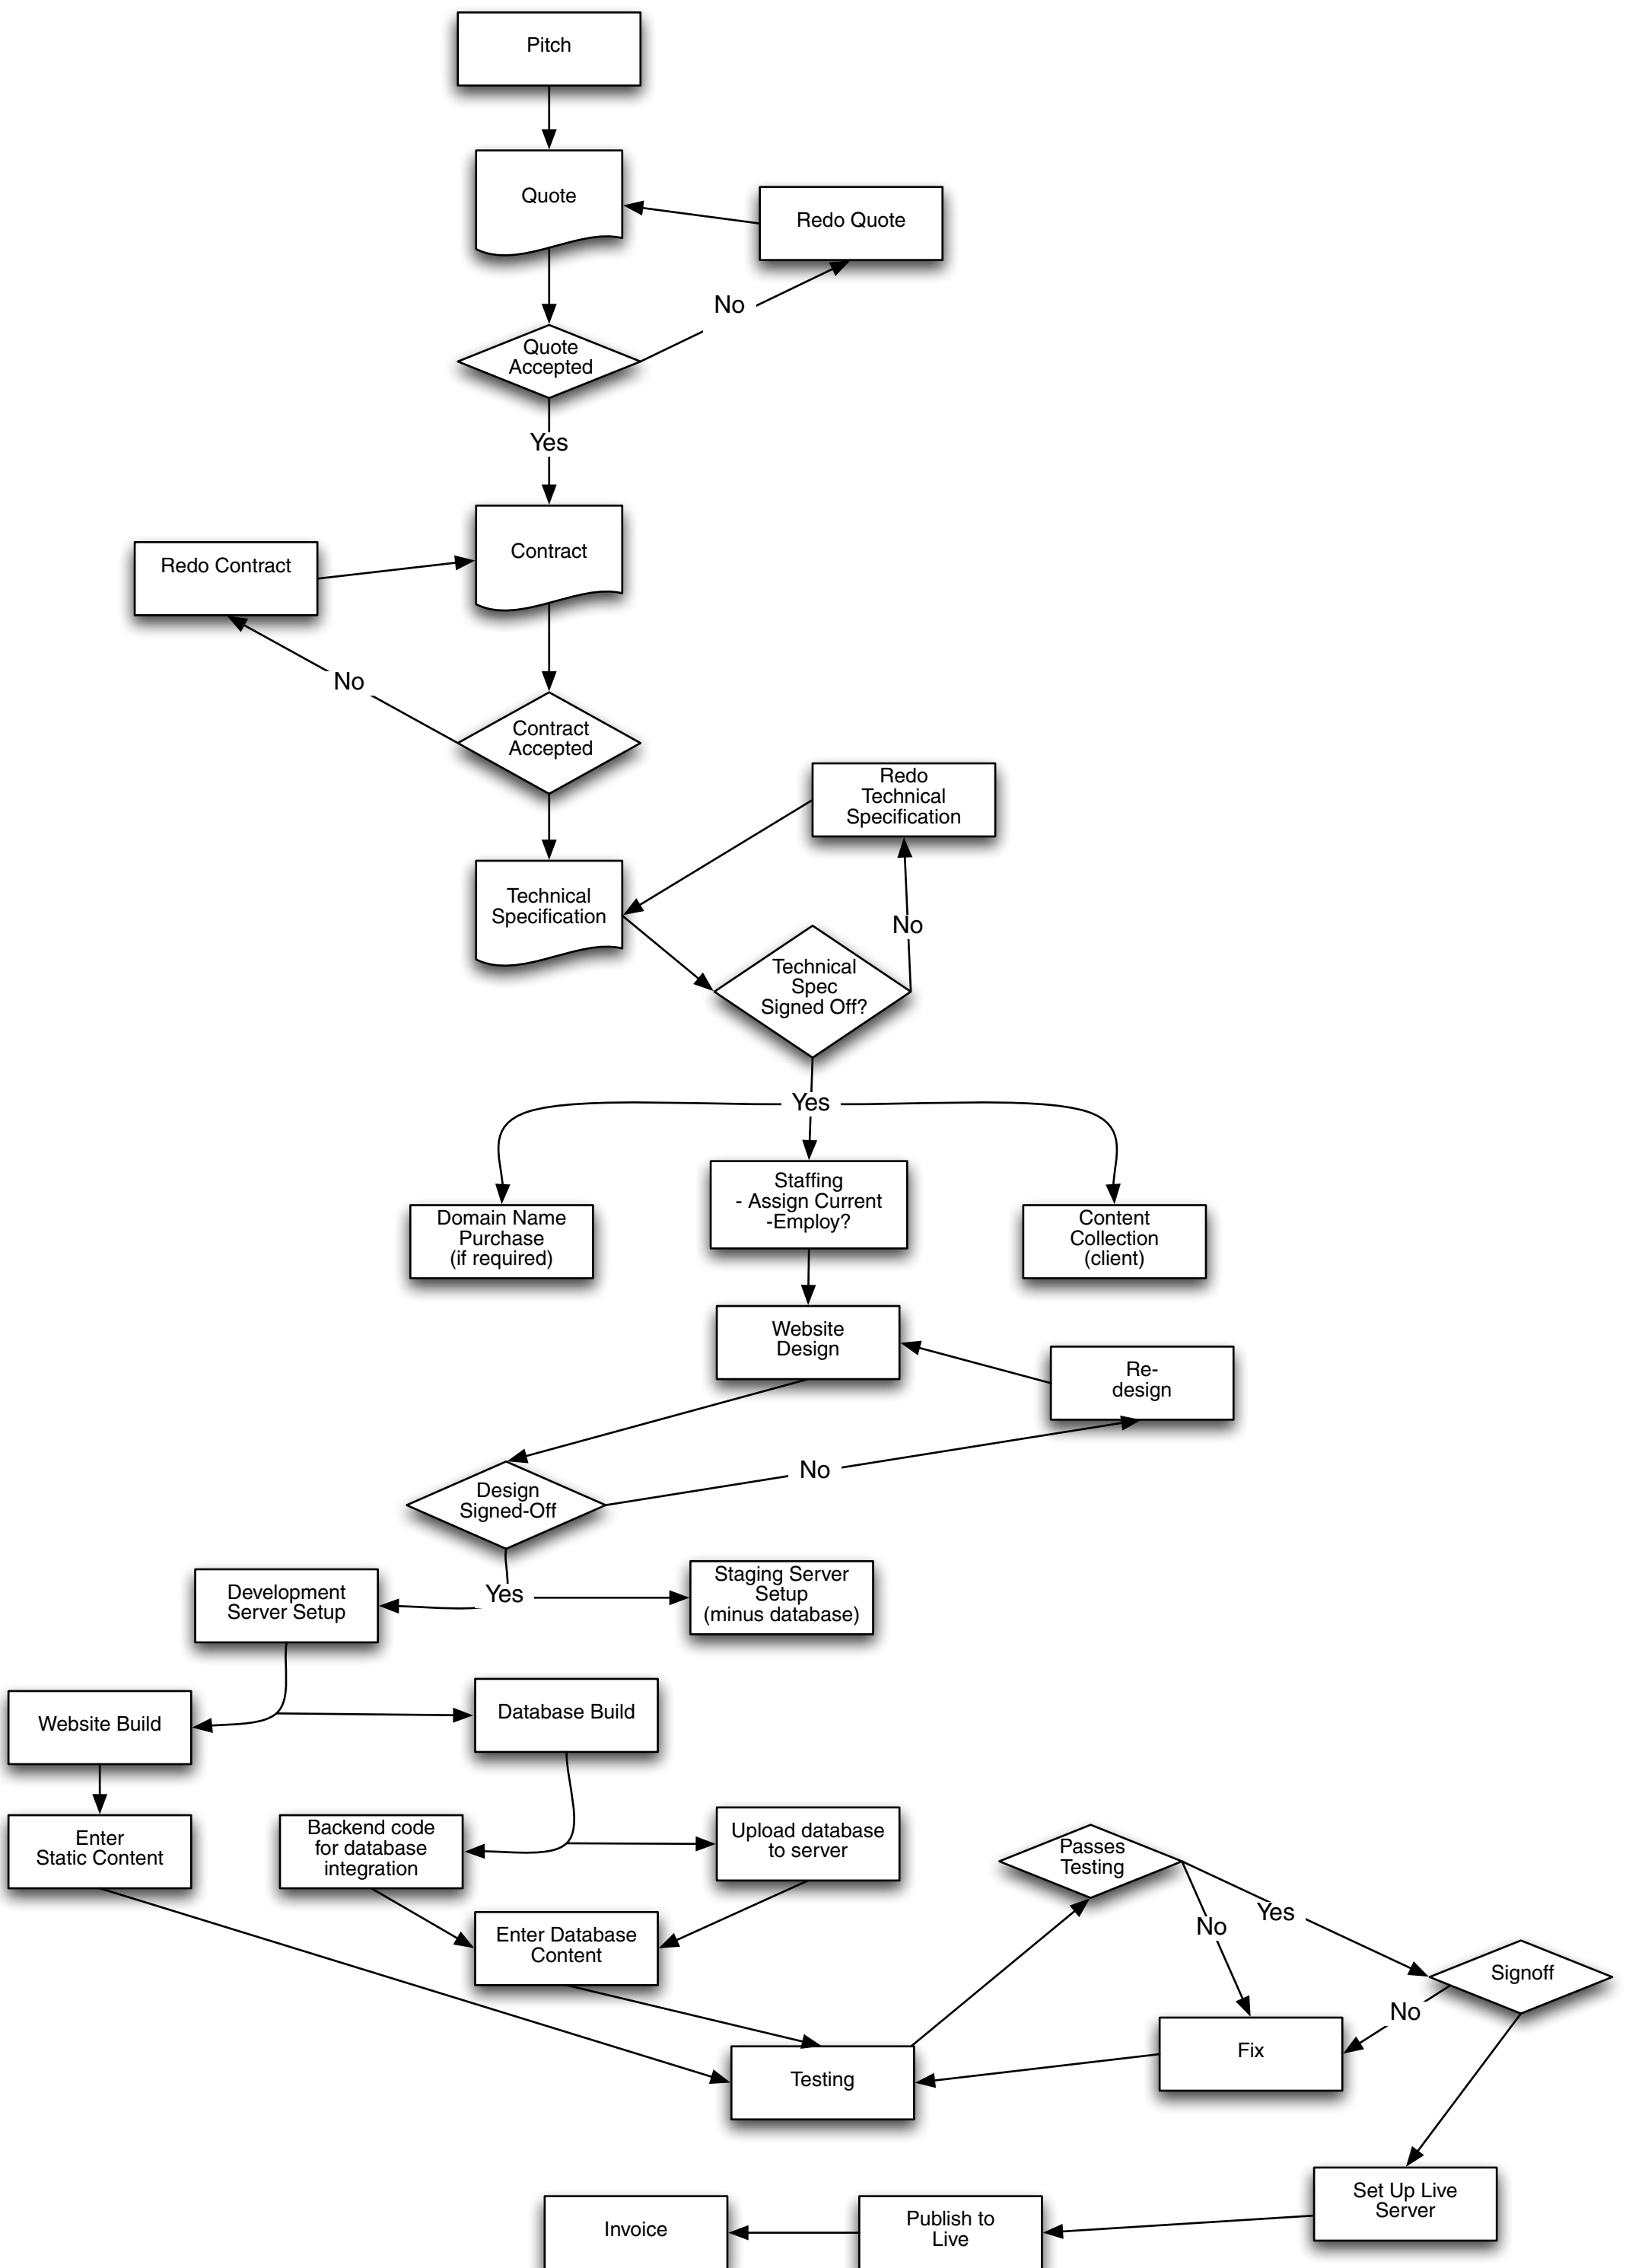 Pitch
Quote
Redo Quote
No
Quote
Accepted
Yes
Contract
Redo Contract
No
Contract
Accepted
Redo
Technical
Specification
Technical
Specification
No
Technical
Spec
Signed Off?
Yes
Staffing
- Assign Current
-Employ?
Domain Name
Purchase
(if required)
Content
Collection
(client)
Website
Design
Re-
design
No
Design
Signed-Off
Yes
Development
Server Setup
Staging Server
Setup
(minus database)
Website Build
Database Build
Enter
Static Content
Backend code
for database
integration
Upload database
to server
Passes
Testing
Yes
No
Enter Database
Content
Signoff
No
Fix
Testing
Set Up Live
Server
Publish to
Live
Invoice